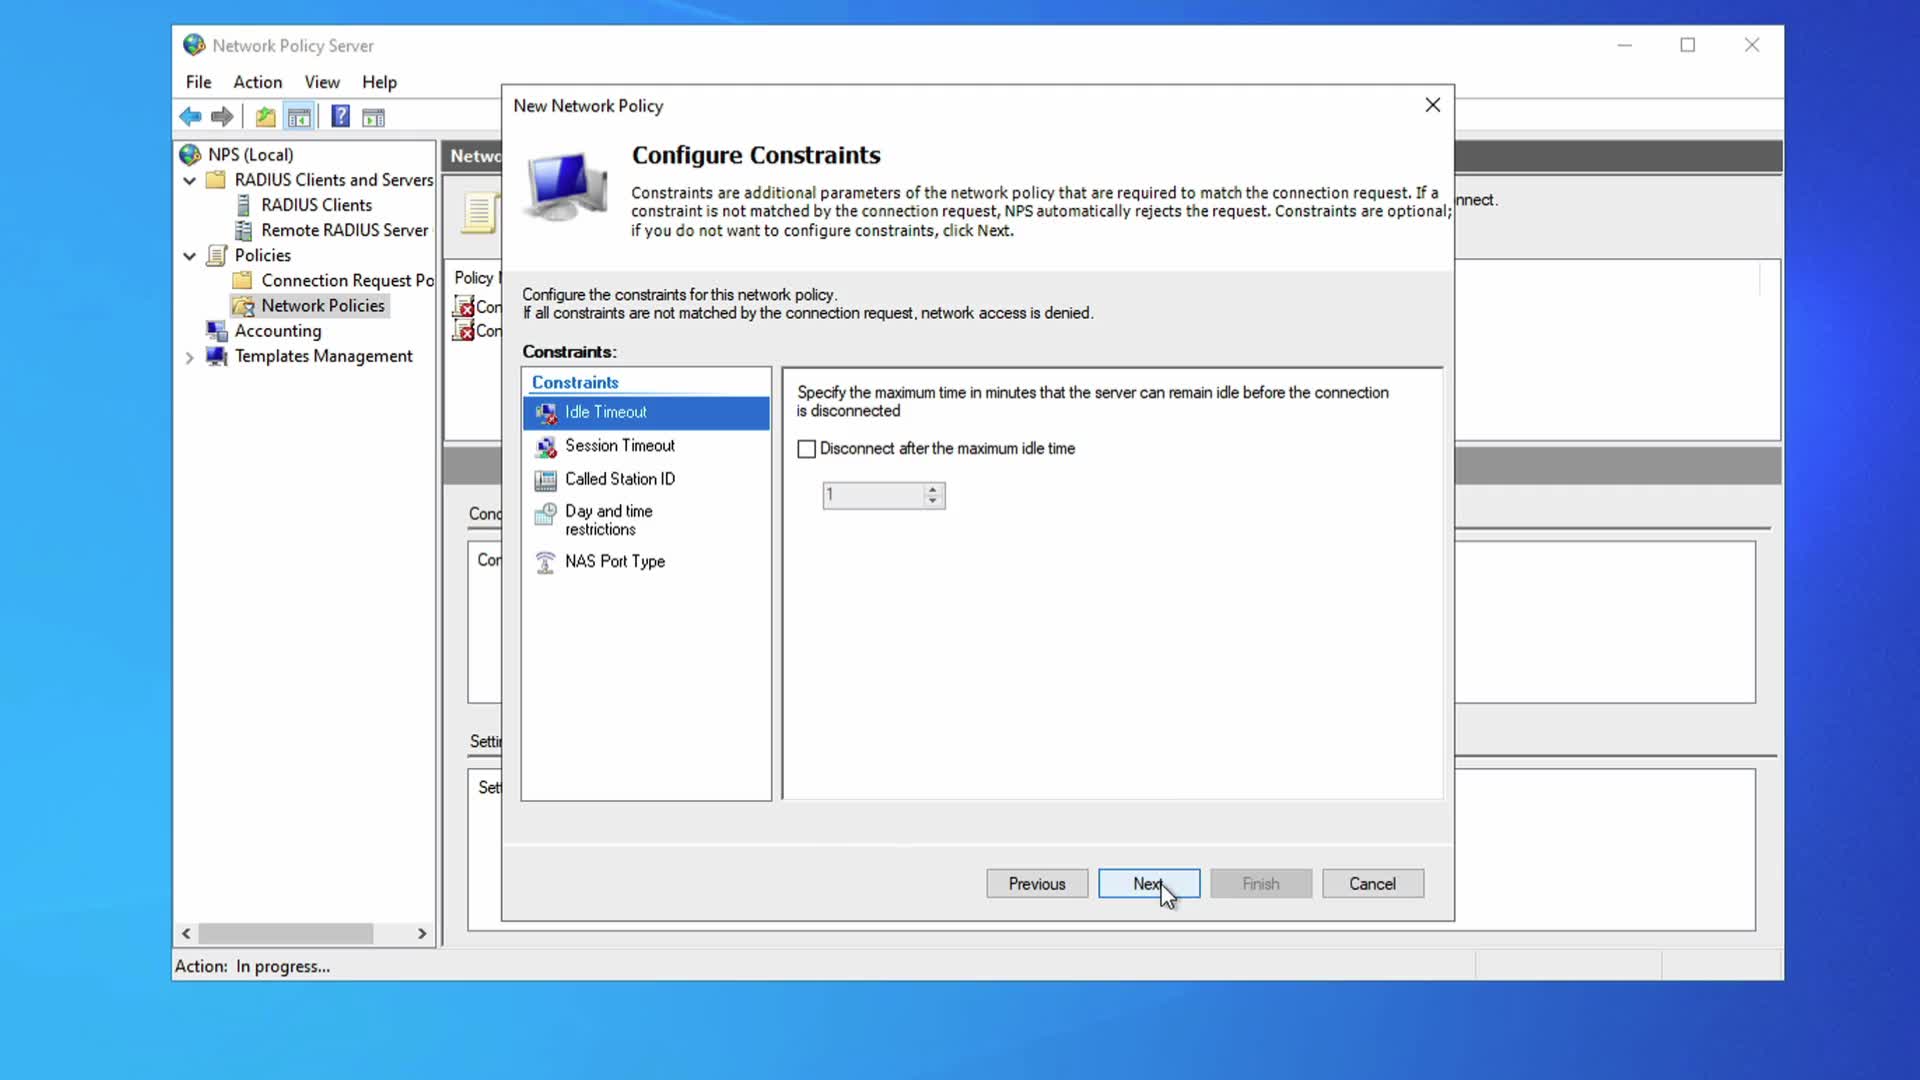 Network Policy Server
File Action View Help
New Network Policy
NPS (Local)
RADIUS Clients and Servers
RADIUS Clients
Remote RADIUS Server
Policies
Connection Request Po
Network Policies
Accounting
Templates Management
Netwo
nnect.
Policy
Con
Con
Cond
Con
Settin
Sett
Configure Constraints
Constraints are additional parameters of the network policy that are required to match the connection request. If a
constraint is not matched by the connection request, NPS automatically rejects the request. Constraints are optional;
if you do not want to configure constraints, click Next.
Configure the constraints for this network policy.
If all constraints are not matched by the connection request, network access is denied.
Constraints:
Constraints
Idle Timeout
Session Timeout
Called Station ID
Day and time
restrictions
NAS Port Type
Specify the maximum time in minutes that the server can remain idle before the connection
is disconnected
Disconnect after the maximum idle time
1
Previous Next Finish Cancel
Action: In progress...